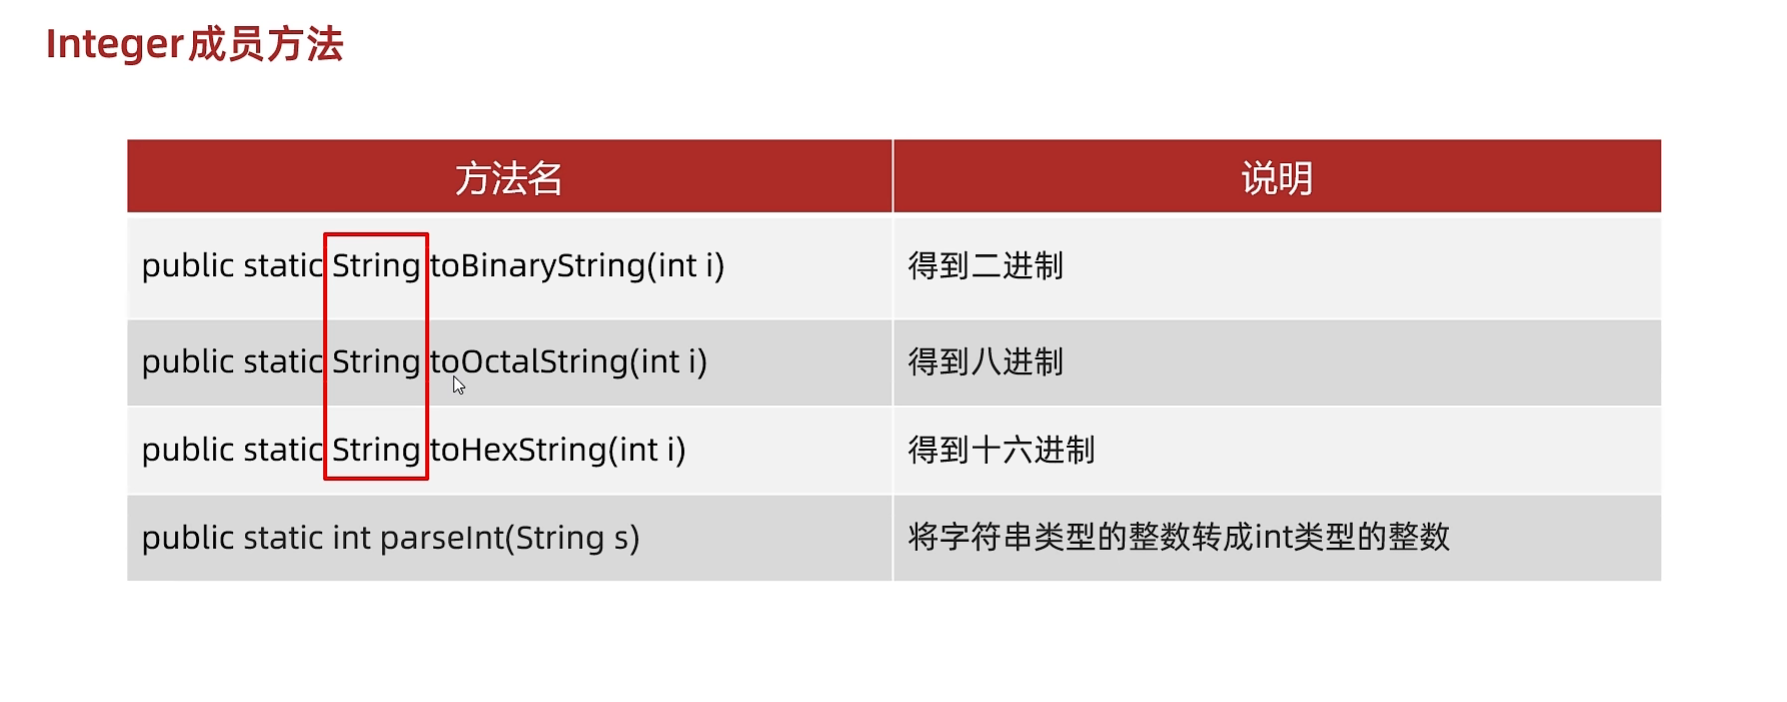 Integer成员方法
方法名 说明
public static String toBinaryString(int i) 得到二进制
public static String toOctalString(int i) 得到八进制
public static String toHexString(int i) 得到十六进制
public static int parseInt(String s) 将字符串类型的整数转成int类型的整数